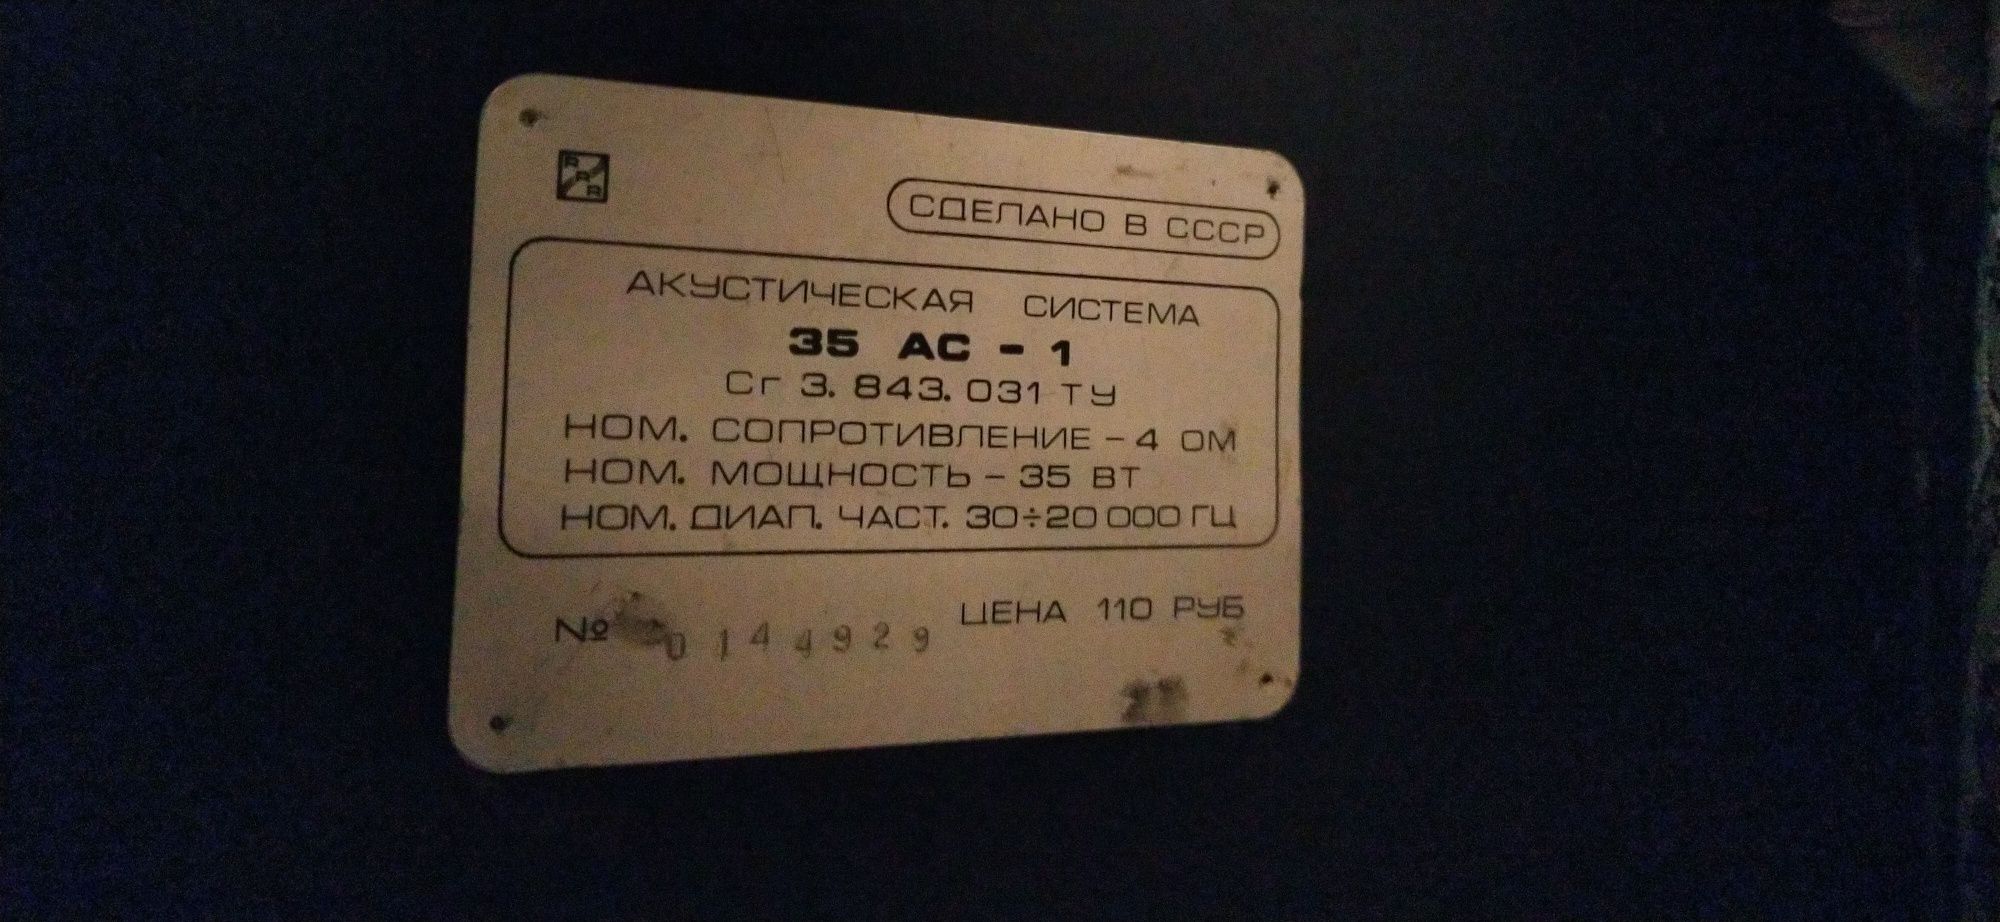 RRR
СДЕЛАНО В СССР
АКУСТИЧЕСКАЯ СИСТЕМА
35 АС - 1
Сг 3. 843. 031 ТУ
НОМ. СОПРОТИВЛЕНИЕ - 4 ОМ
НОМ. МОЩНОСТЬ - 35 ВТ
НОМ. ДИАП. ЧАСТ. 30÷20 000 ГЦ
№ 0144929 ЦЕНА 110 РУБ